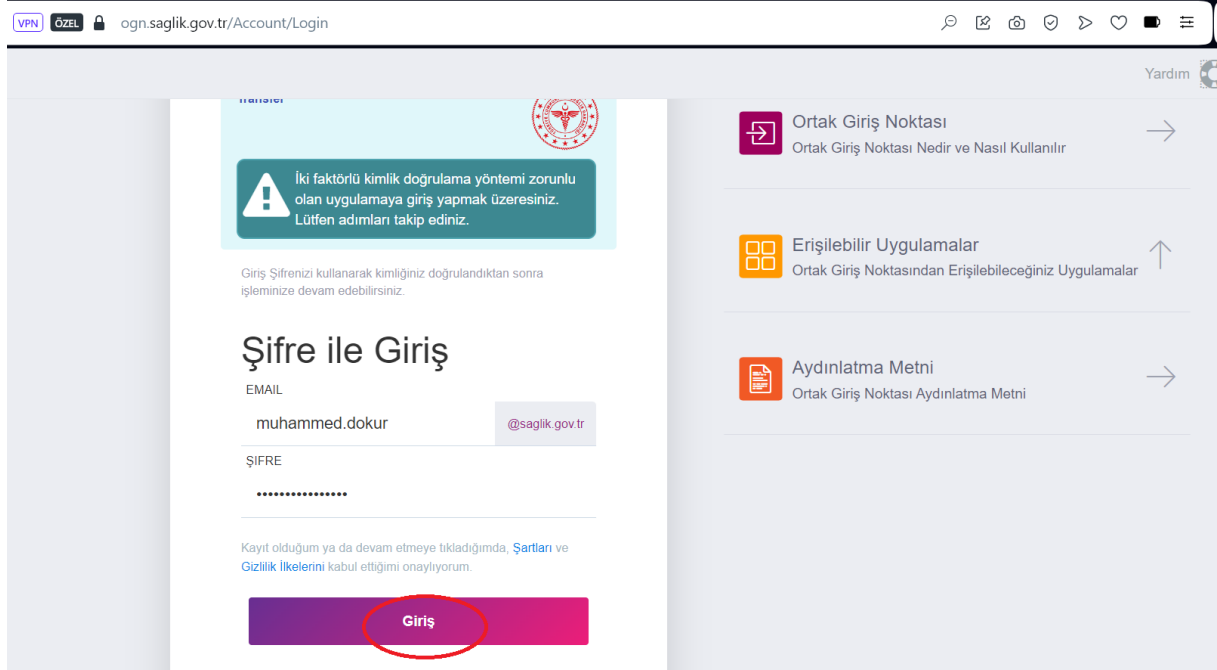 VPN ÖZEL ogn.saglik.gov.tr/Account/Login
Yardım
Transfer
İki faktörlü kimlik doğrulama yöntemi zorunlu
olan uygulamaya giriş yapmak üzeresiniz.
Lütfen adımları takip ediniz.
Giriş Şifrenizi kullanarak kimliğiniz doğrulandıktan sonra
işleminize devam edebilirsiniz.
Şifre ile Giriş
EMAIL
muhammed.dokur @saglik.gov.tr
ŞIFRE
••••••••••••••••
Kayıt olduğum ya da devam etmeye tıkladığımda, Şartları ve
Gizlilik İlkelerini kabul ettiğimi onaylıyorum.
Giriş
Ortak Giriş Noktası
Ortak Giriş Noktası Nedir ve Nasıl Kullanılır
Erişilebilir Uygulamalar
Ortak Giriş Noktasından Erişilebileceğiniz Uygulamalar
Aydınlatma Metni
Ortak Giriş Noktası Aydınlatma Metni